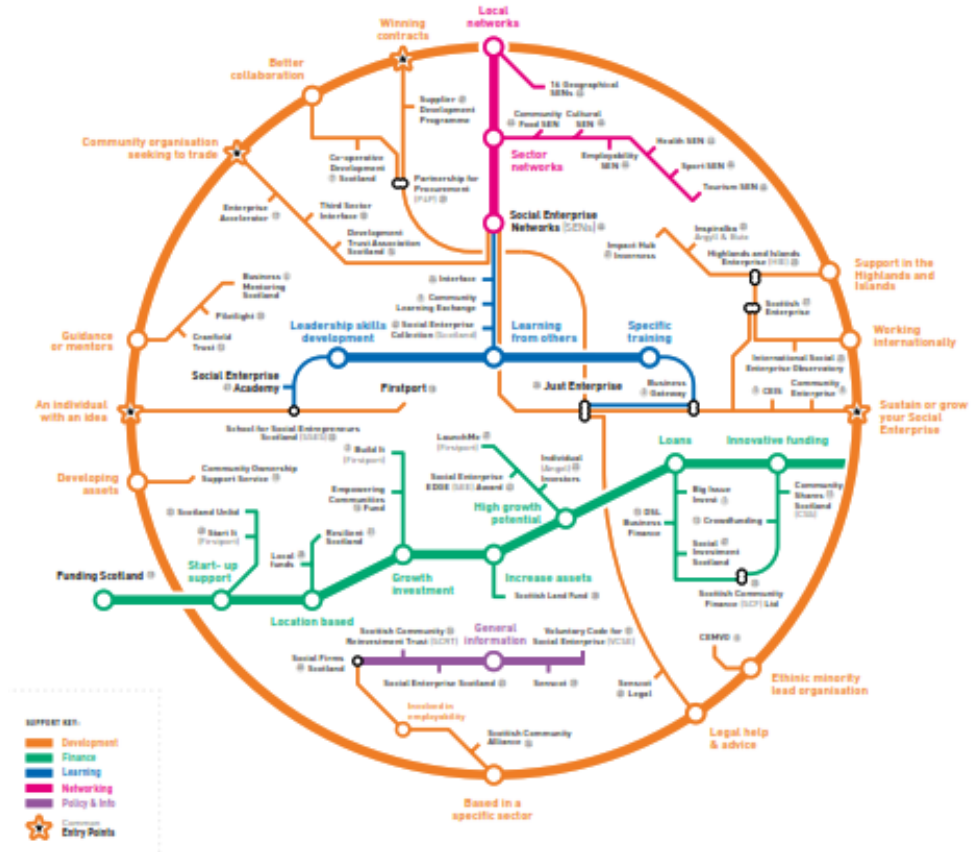 Local
networks
Winning
contracts
Better
collaboration
16 Geographical
SENs
Supplier
Development
Programme
Community
Food SEN
Cultural
SEN
Community organisation
seeking to trade
Health SEN
Sector
networks
Employability
SEN
Co-operative
Development
Scotland
Sport SEN
Partnership for
Procurement
(P4P)
Tourism SEN
Enterprise
Accelerator
Third Sector
Interface
Social Enterprise
Networks (SENs)
Inspiralba
Argyll & Bute
Development
Trust Association
Scotland
Impact Hub
Inverness
Highlands and Islands
Enterprise (HIE)
Support in the
Highlands and
Islands
Business
Mentoring
Scotland
Interface
Community
Learning Exchange
Pilotlight
Scottish
Enterprise
Guidance
or mentors
Cranfield
Trust
Leadership skills
development
Social Enterprise
Collection (Scotland)
Learning
from others
Specific
training
Working
internationally
International Social
Enterprise Observatory
Social Enterprise
Academy
Firstport
Just Enterprise
Business
Gateway
CEIS
Community
Enterprise
An individual
with an idea
Sustain or grow
your Social
Enterprise
School for Social Entrepreneurs
Scotland
LaunchMe
(Firstport)
Build It
(Firstport)
Loans
Innovative funding
Individual
(Angel)
Investors
Developing
assets
Community Ownership
Support Service
Social Enterprise
EDGE Award
Empowering
Communities
Fund
Big Issue
Invest
Community
Shares
Scotland
(CSS)
High growth
potential
Scotland Unltd
DSL
Business
Finance
Crowdfunding
Start It
(Firstport)
Resilient
Scotland
Social
Investment
Scotland
Local
funds
Funding Scotland
Start- up
support
Growth
investment
Increase assets
Scottish Land Fund
Scottish Community
Finance (SCF) Ltd
Location based
Scottish Community
Reinvestment Trust (SCRT)
General
information
Voluntary Code for
Social Enterprise (VCSE)
CEMVO
Social Firms
Scotland
Social Enterprise Scotland
Senscot
Senscot
Legal
Ethinic minority
lead organisation
Involved in
employability
Scottish Community
Alliance
Legal help
& advice
Based in a
specific sector
SUPPORT KEY:
Development
Finance
Learning
Networking
Policy & Info
Common
Entry Points